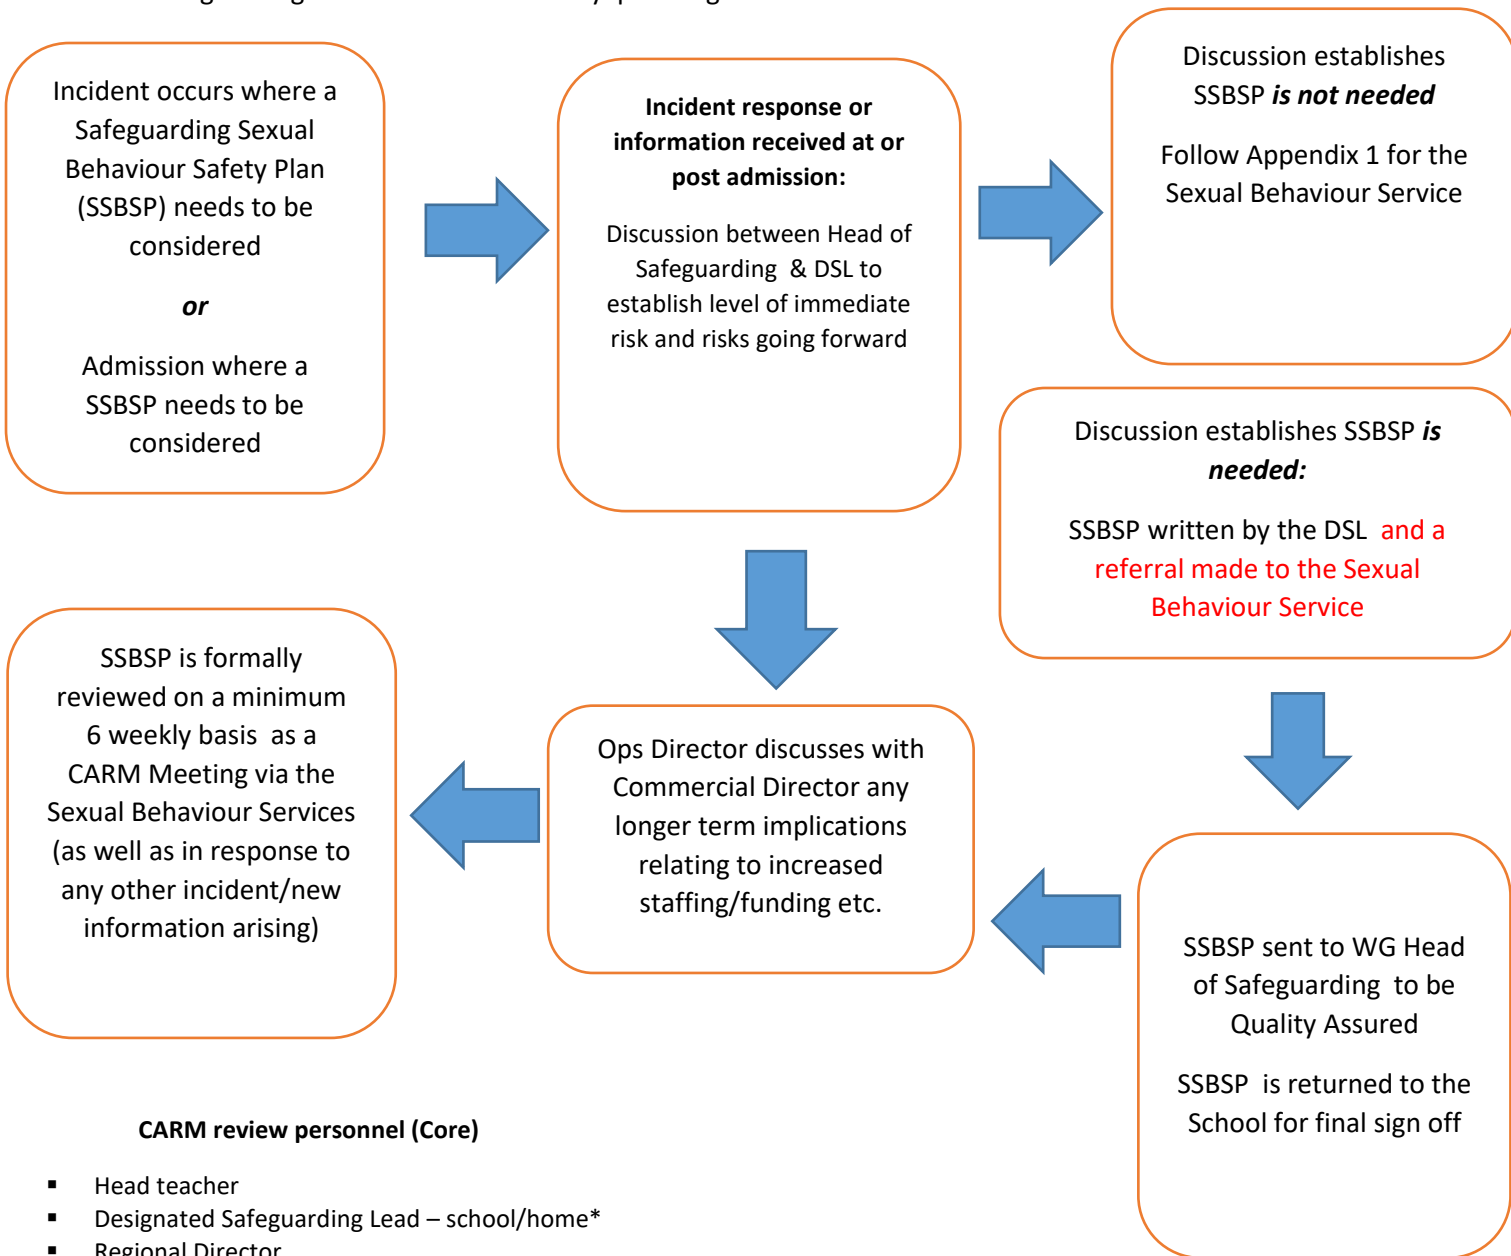 Incident occurs where a
Safeguarding Sexual
Behaviour Safety Plan
(SSBSP) needs to be
considered
or
Admission where a
SSBSP needs to be
considered
Incident response or
information received at or
post admission:
Discussion between Head of
Safeguarding & DSL to
establish level of immediate
risk and risks going forward
Discussion establishes
SSBSP is not needed
Follow Appendix 1 for the
Sexual Behaviour Service
Discussion establishes SSBSP is
needed:
SSBSP written by the DSL and a
referral made to the Sexual
Behaviour Service
SSBSP is formally
reviewed on a minimum
6 weekly basis as a
CARM Meeting via the
Sexual Behaviour Services
(as well as in response to
any other incident/new
information arising)
Ops Director discusses with
Commercial Director any
longer term implications
relating to increased
staffing/funding etc.
SSBSP sent to WG Head
of Safeguarding to be
Quality Assured
SSBSP is returned to the
School for final sign off
CARM review personnel (Core)
▪ Head teacher
▪ Designated Safeguarding Lead – school/home*
▪ Regional Director